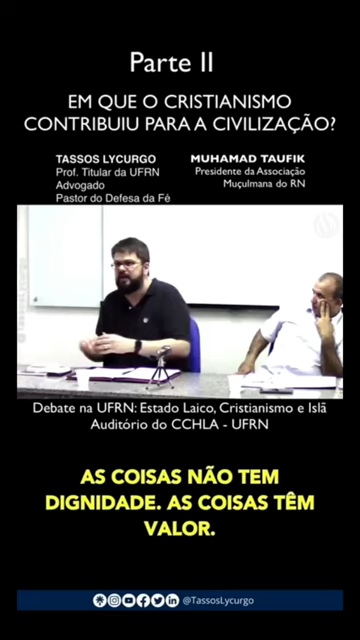 Parte II
EM QUE O CRISTIANISMO
CONTRIBUIU PARA A CIVILIZAÇÃO?
TASSOS LYCURGO
Prof. Titular da UFRN
Advogado
Pastor do Defesa da Fé
MUHAMAD TAUFIK
Presidente da Associação
Muçulmana do RN
Debate na UFRN: Estado Laico, Cristianismo e Islã
Auditório do CCHLA - UFRN
AS COISAS NÃO TEM
DIGNIDADE. AS COISAS TÊM
VALOR.
@TassosLycurgo